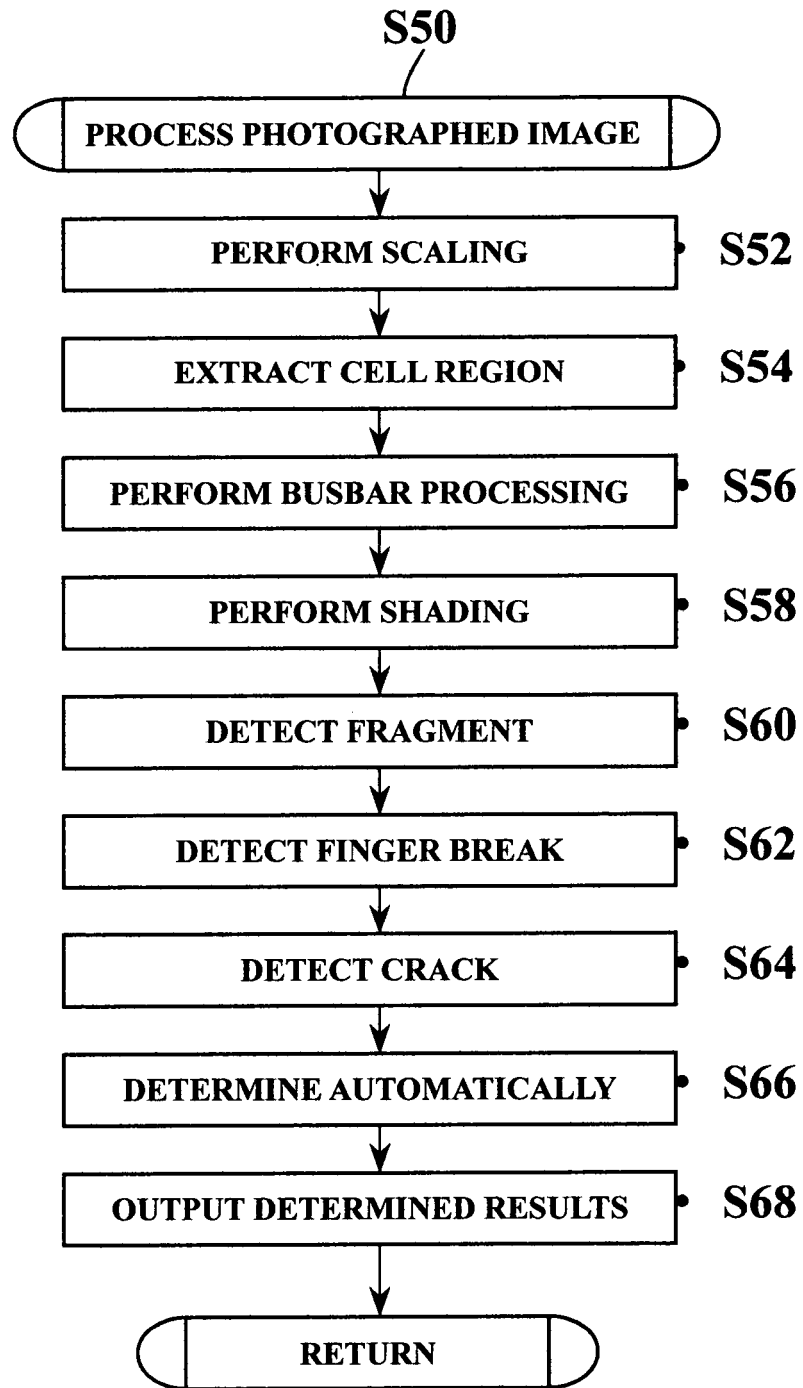 S50
PROCESS PHOTOGRAPHED IMAGE
PERFORM SCALING S52
EXTRACT CELL REGION S54
PERFORM BUSBAR PROCESSING S56
PERFORM SHADING S58
DETECT FRAGMENT S60
DETECT FINGER BREAK S62
DETECT CRACK S64
DETERMINE AUTOMATICALLY S66
OUTPUT DETERMINED RESULTS S68
RETURN